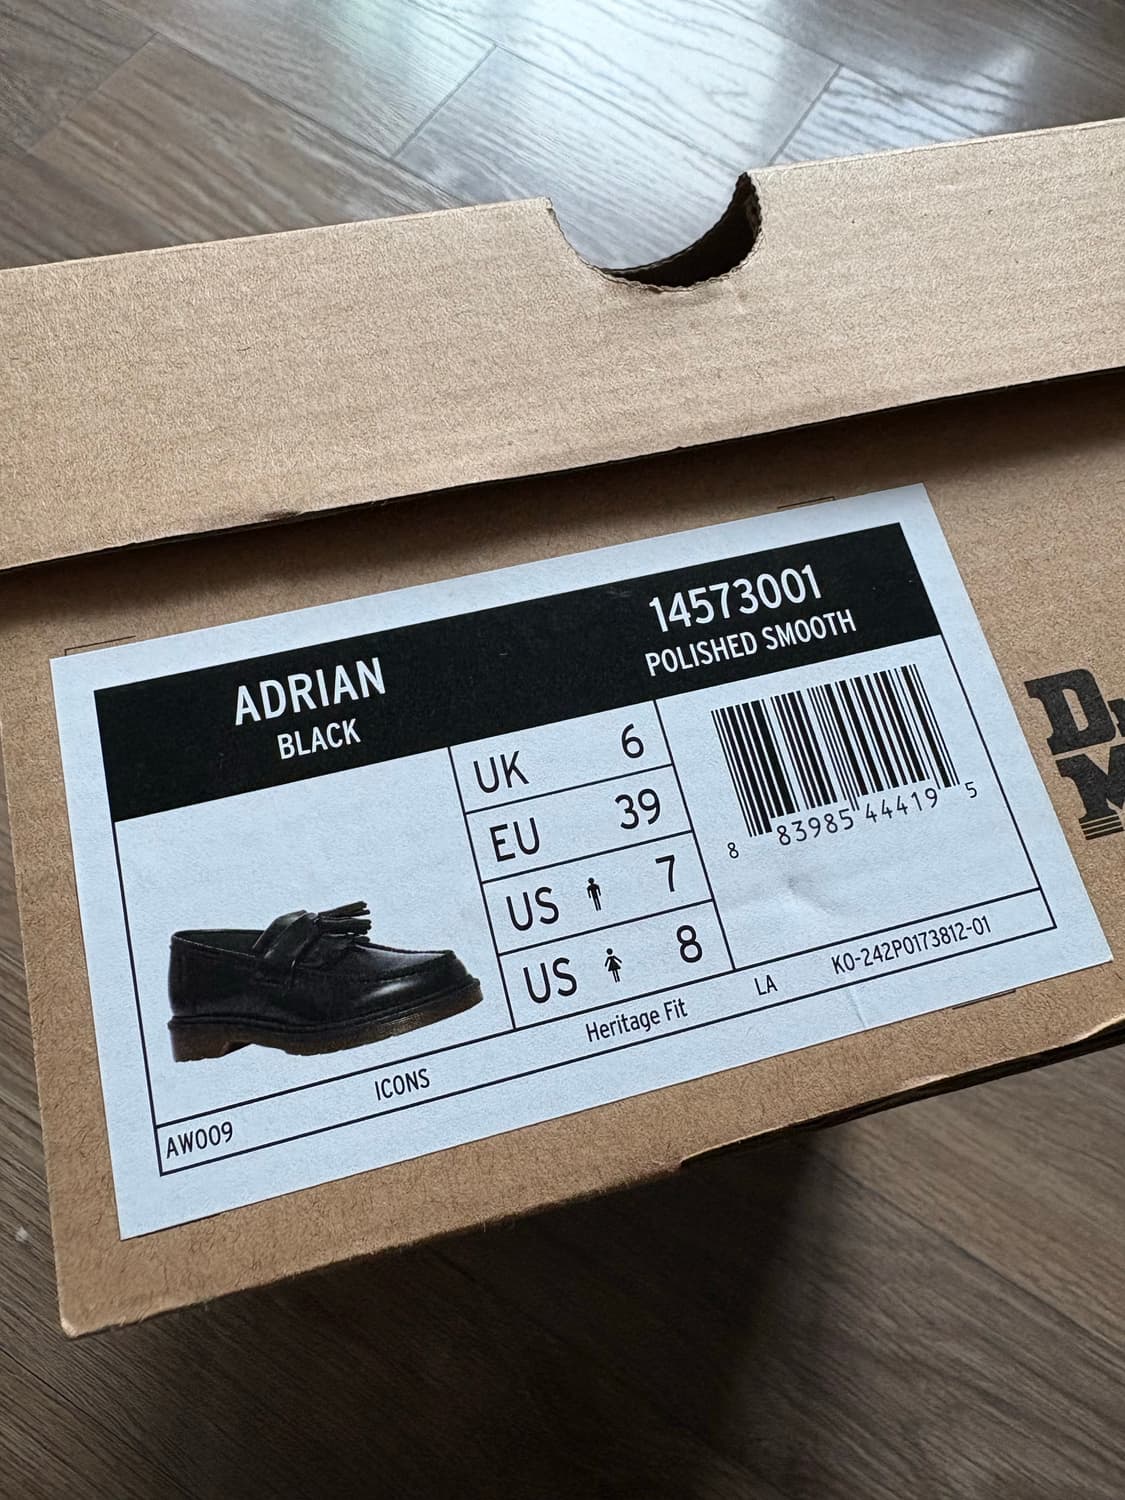 ADRIAN
BLACK
14573001
POLISHED SMOOTH
UK 6
EU 39
US 7
US 8
8 83985 44419 5
AW009 ICONS Heritage Fit LA KO-242P0173812-01